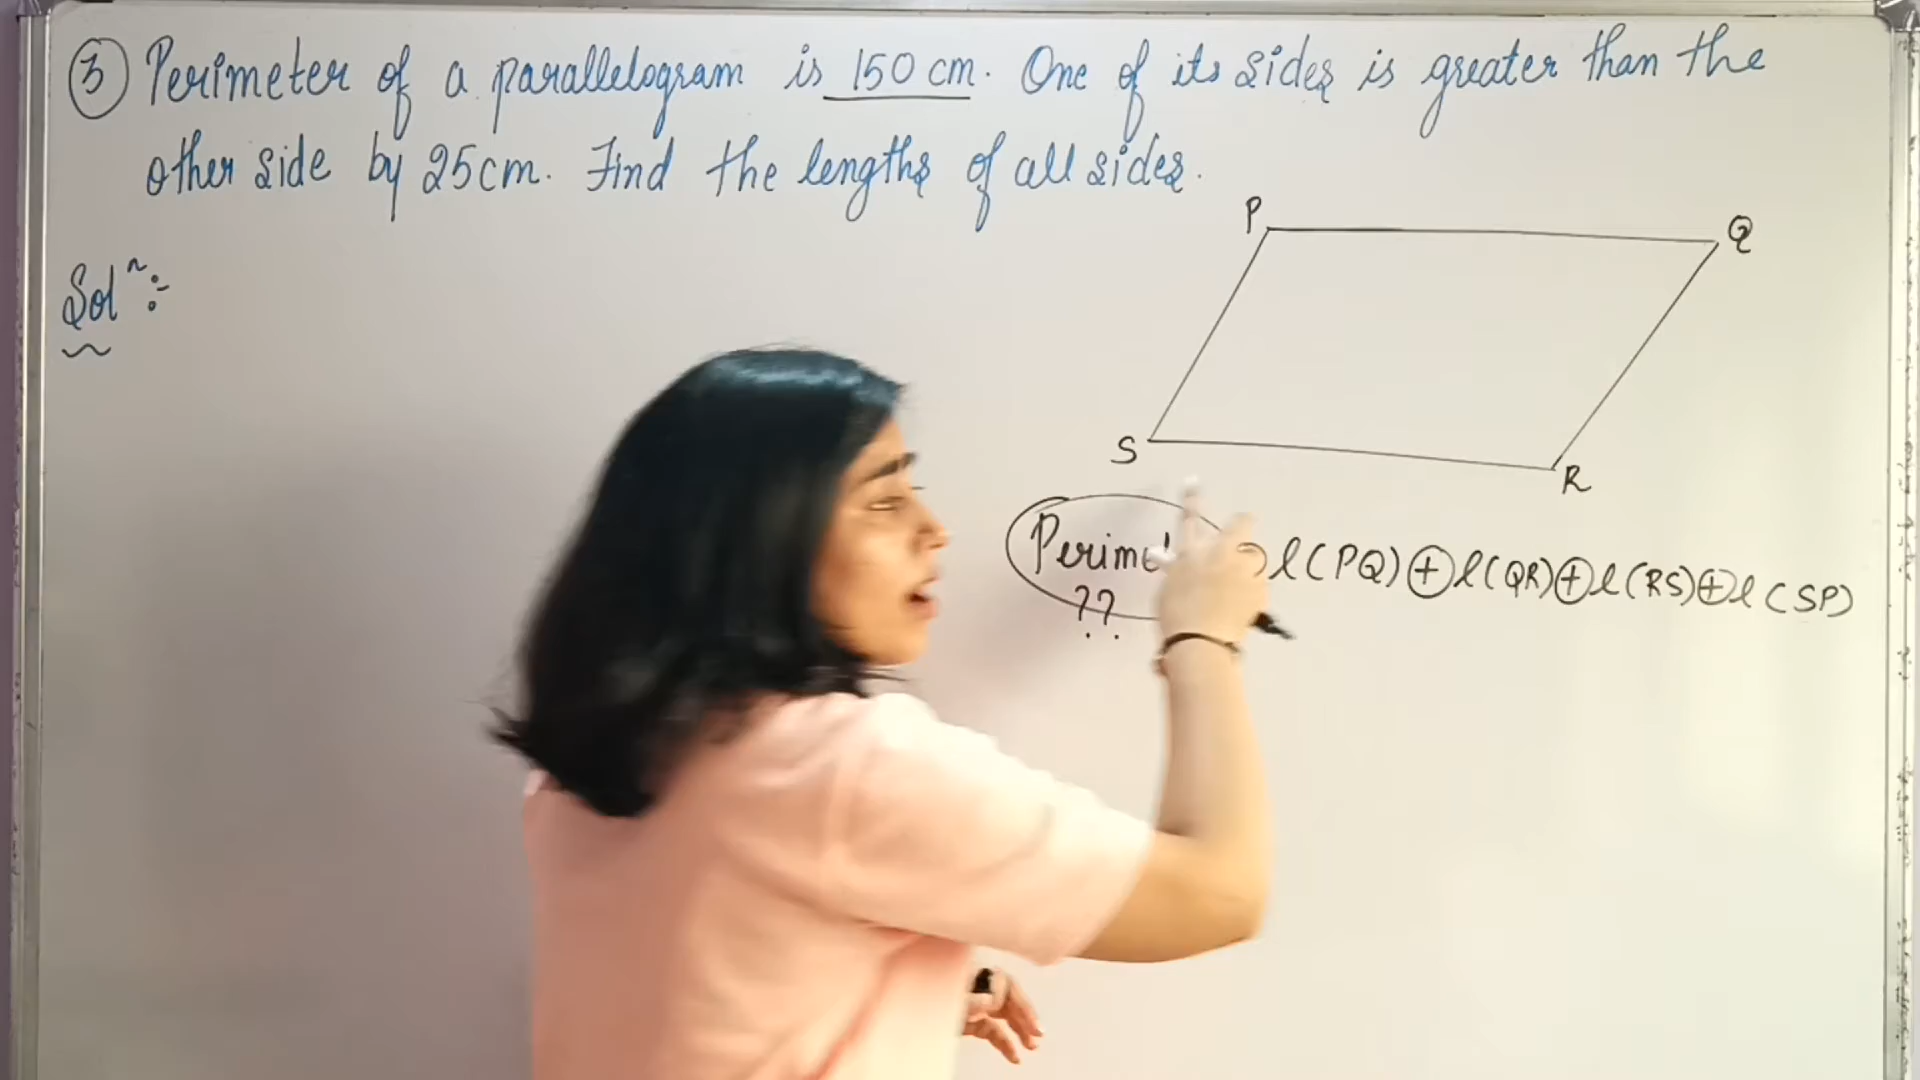 ③ Perimeter of a parallelogram is 150 cm. One of its sides is greater than the
other side by 25cm. Find the lengths of all sides.
Solⁿ :-
P
Q
S
R
l(PQ) + l(QR) + l(RS) + l(SP)
??